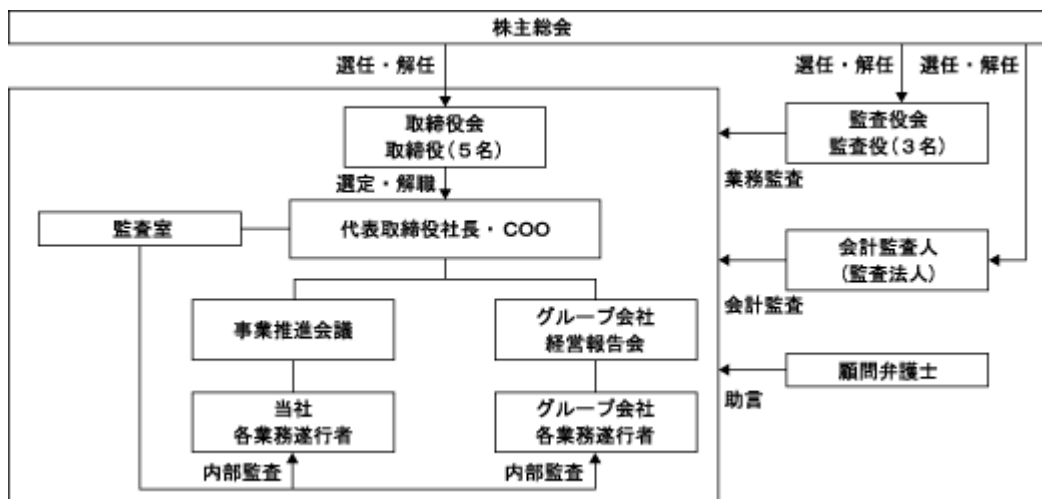 株主総会
選任・解任
選任・解任
選任・解任
取締役会
取締役(5名)
監査役会
監査役(3名)
選定・解職
業務監査
監査室
代表取締役社長・COO
会計監査人
(監査法人)
会計監査
事業推進会議
グループ会社
経営報告会
顧問弁護士
助言
当社
各業務遂行者
グループ会社
各業務遂行者
内部監査
内部監査